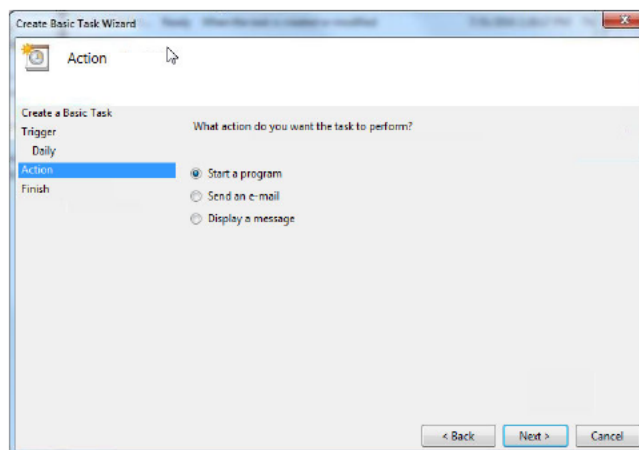 Create Basic Task Wizard
Action
Create a Basic Task
Trigger
Daily
Action
Finish
What action do you want the task to perform?
Start a program
Send an e-mail
Display a message
< Back
Next >
Cancel